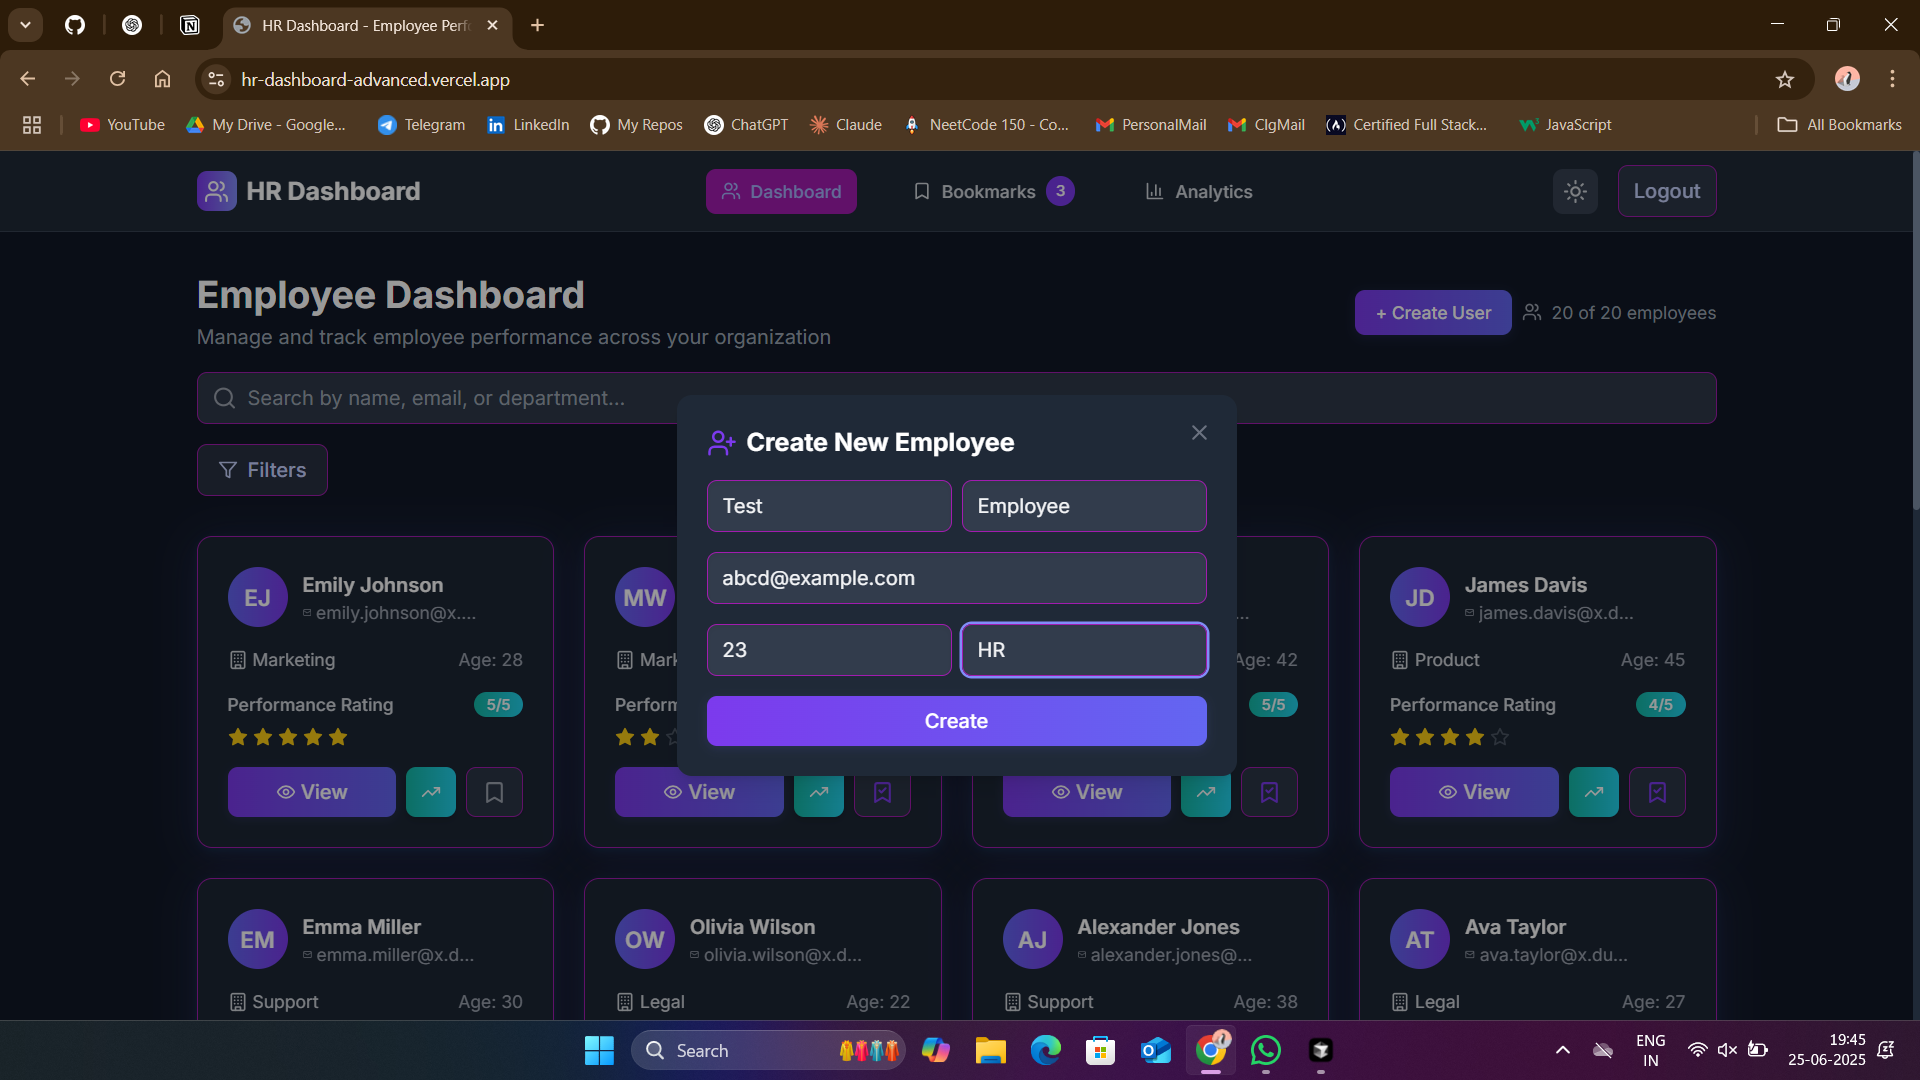 HR Dashboard - Employee Perf
hr-dashboard-advanced.vercel.app
YouTube My Drive - Google... Telegram LinkedIn My Repos ChatGPT Claude NeetCode 150 - Co... PersonalMail ClgMail Certified Full Stack... JavaScript All Bookmarks
HR Dashboard Dashboard Bookmarks 3 Analytics Logout
Employee Dashboard
Manage and track employee performance across your organization
+ Create User 20 of 20 employees
Search by name, email, or department...
Filters
Create New Employee
Test Employee
abcd@example.com
23 HR
Create
EJ Emily Johnson
emily.johnson@x....
Marketing Age: 28
Performance Rating 5/5
View
MW
Age: 42
5/5
View
View
JD James Davis
james.davis@x.d...
Product Age: 45
Performance Rating 4/5
View
EM Emma Miller
emma.miller@x.d...
Support Age: 30
OW Olivia Wilson
olivia.wilson@x.d...
Legal Age: 22
AJ Alexander Jones
alexander.jones@...
Support Age: 38
AT Ava Taylor
ava.taylor@x.du...
Legal Age: 27
Search
ENG
IN
19:45
25-06-2025